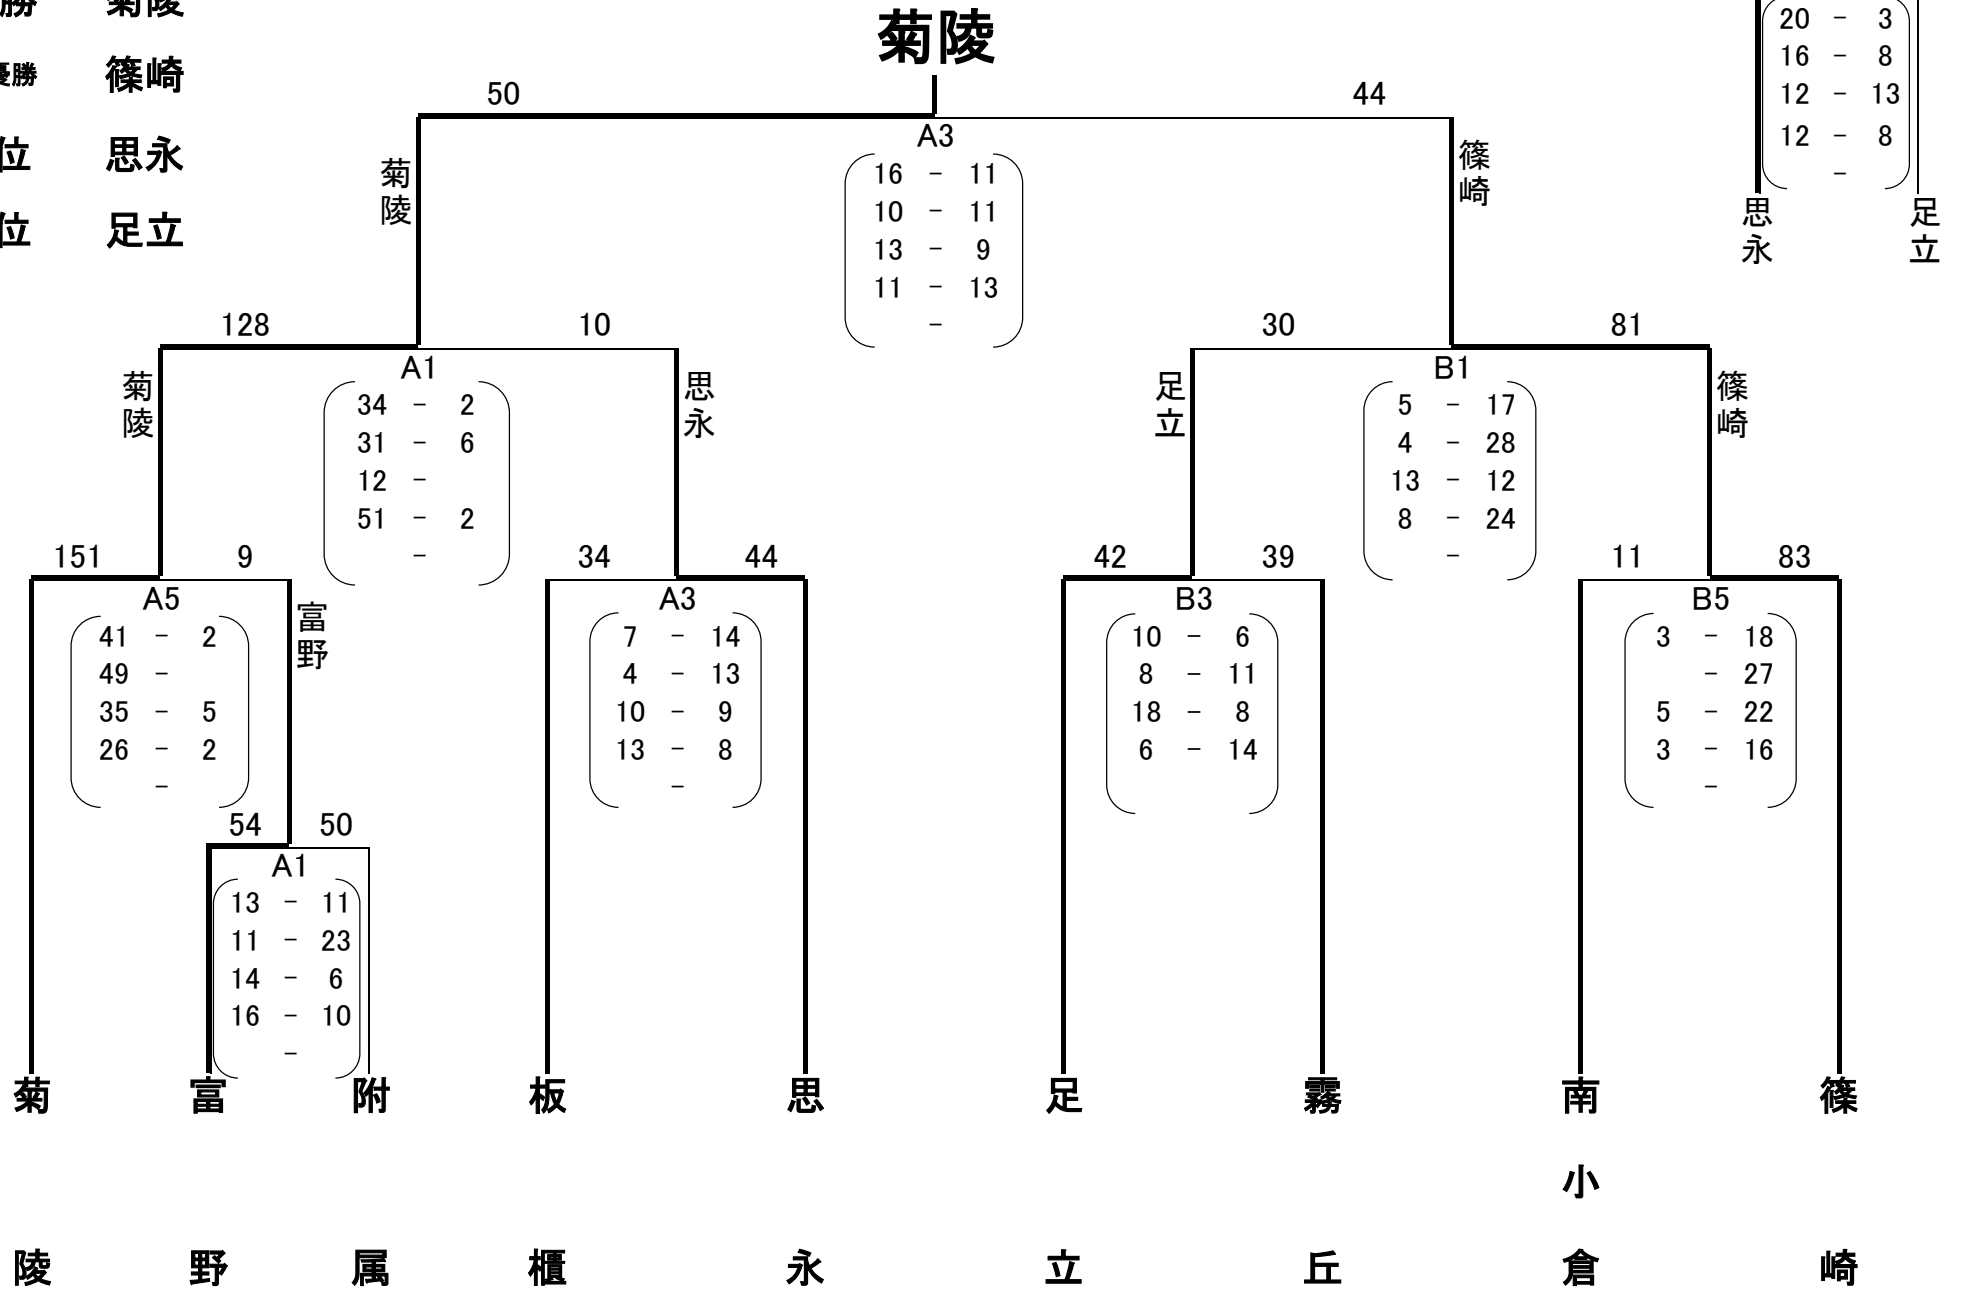 勝 菊陵
優勝 篠崎
位 思永
位 足立
菊陵
20 - 3
16 - 8
12 - 13
12 - 8
-
思永
足立
50 44
A3
16 - 11
10 - 11
13 - 9
11 - 13
-
菊陵
篠崎
128 10
A1
34 - 2
31 - 6
12 -
51 - 2
-
30 81
B1
5 - 17
4 - 28
13 - 12
8 - 24
-
菊陵
思永
足立
篠崎
151 9
A5
41 - 2
49 -
35 - 5
26 - 2
-
富野
34 44
A3
7 - 14
4 - 13
10 - 9
13 - 8
-
42 39
B3
10 - 6
8 - 11
18 - 8
6 - 14
11 83
B5
3 - 18
- 27
5 - 22
3 - 16
-
54 50
A1
13 - 11
11 - 23
14 - 6
16 - 10
-
菊陵
富野
附属
板櫃
思永
足立
霧丘
南小倉
篠崎